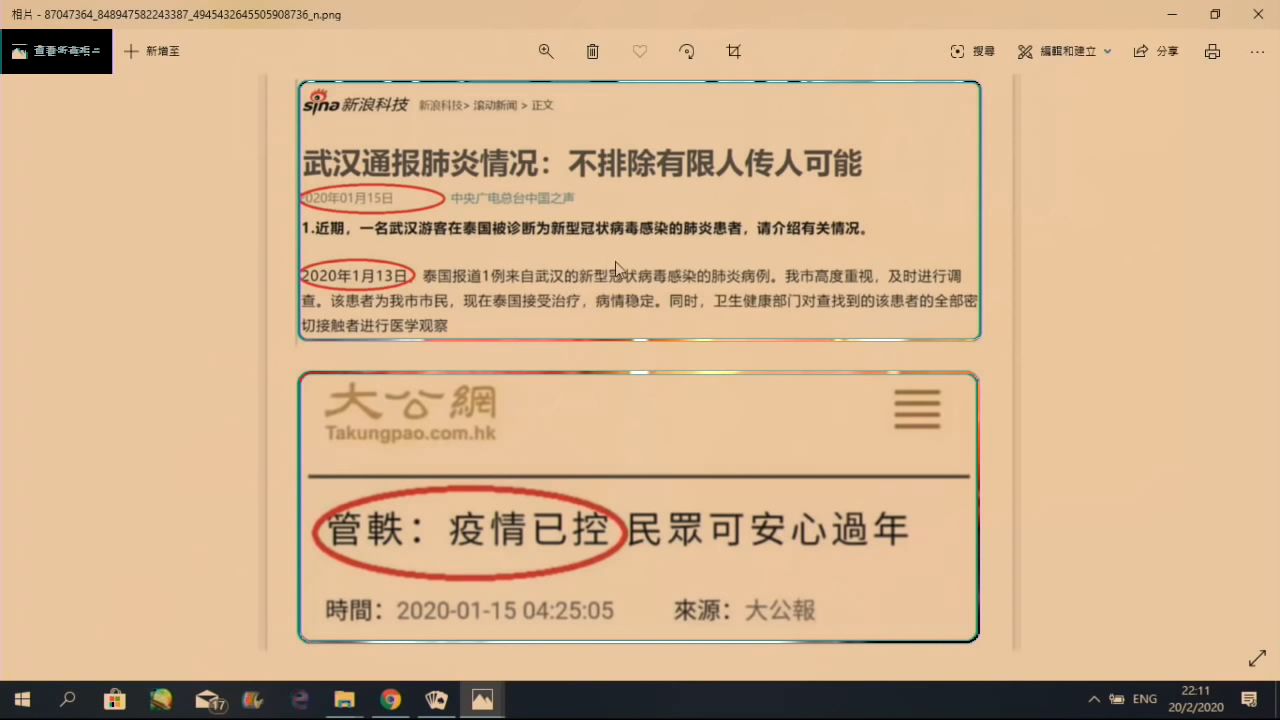 相片 - 87047364_848947582243387_4945432645505908736_n.png
新增至
搜尋
編輯和建立
分享
sina 新浪科技 新浪科技> 滚动新闻 > 正文
武汉通报肺炎情况：不排除有限人传人可能
2020年01月15日 中央广电总台中国之声
1.近期，一名武汉游客在泰国被诊断为新型冠状病毒感染的肺炎患者，请介绍有关情况。
2020年1月13日，泰国报道1例来自武汉的新型冠状病毒感染的肺炎病例。我市高度重视，及时进行调
查。该患者为我市市民，现在泰国接受治疗，病情稳定。同时，卫生健康部门对查找到的该患者的全部密
切接触者进行医学观察
大公網
Takungpao.com.hk
管軼：疫情已控 民眾可安心過年
時間：2020-01-15 04:25:05 來源：大公報
17
ENG
22:11
20/2/2020